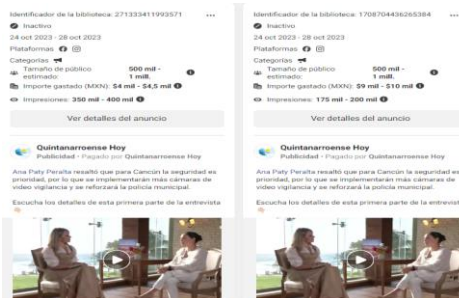 Identificador de la biblioteca: 271333411993571
Inactivo
24 oct 2023 - 28 oct 2023
Plataformas
Categorías
Tamaño de público estimado: 500 mil - 1 mill.
Importe gastado (MXN): $4 mil - $4,5 mil
Impresiones: 350 mil - 400 mil
Ver detalles del anuncio
Quintanarroense Hoy
Publicidad · Pagado por Quintanarroense Hoy
Ana Paty Peralta resaltó que para Cancún la seguridad es
prioridad, por lo que se implementarán más cámaras de
video vigilancia y se reforzará la policía municipal.
Escucha los detalles de esta primera parte de la entrevista
Identificador de la biblioteca: 1708704436265384
Inactivo
24 oct 2023 - 28 oct 2023
Plataformas
Categorías
Tamaño de público estimado: 500 mil - 1 mill.
Importe gastado (MXN): $9 mil - $10 mil
Impresiones: 175 mil - 200 mil
Ver detalles del anuncio
Quintanarroense Hoy
Publicidad · Pagado por Quintanarroense Hoy
Ana Paty Peralta resaltó que para Cancún la seguridad es
prioridad, por lo que se implementarán más cámaras de
video vigilancia y se reforzará la policía municipal.
Escucha los detalles de esta primera parte de la entrevista